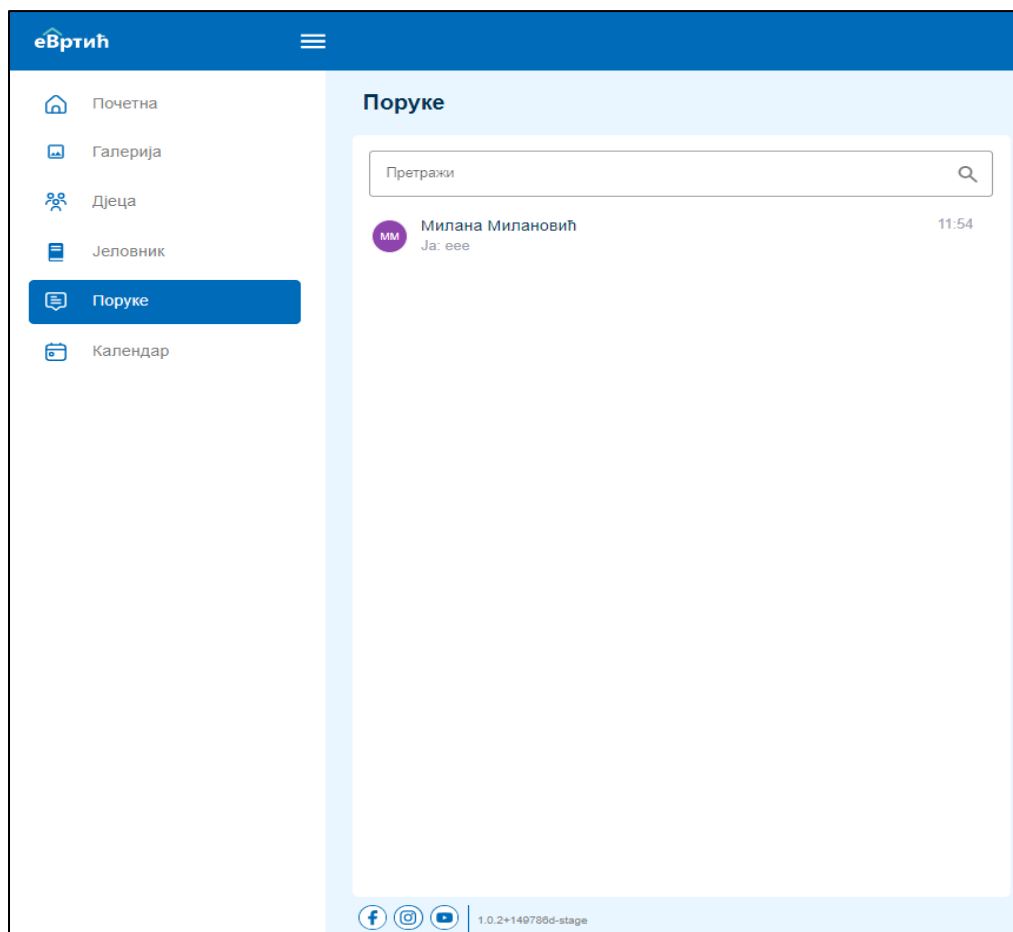 еВртић
Почетна
Галерија
Дјеца
Јеловник
Поруке
Календар
Поруке
Претражи
ММ
Милана Милановић
11:54
Ја: еее
1.0.2+149786d-stage